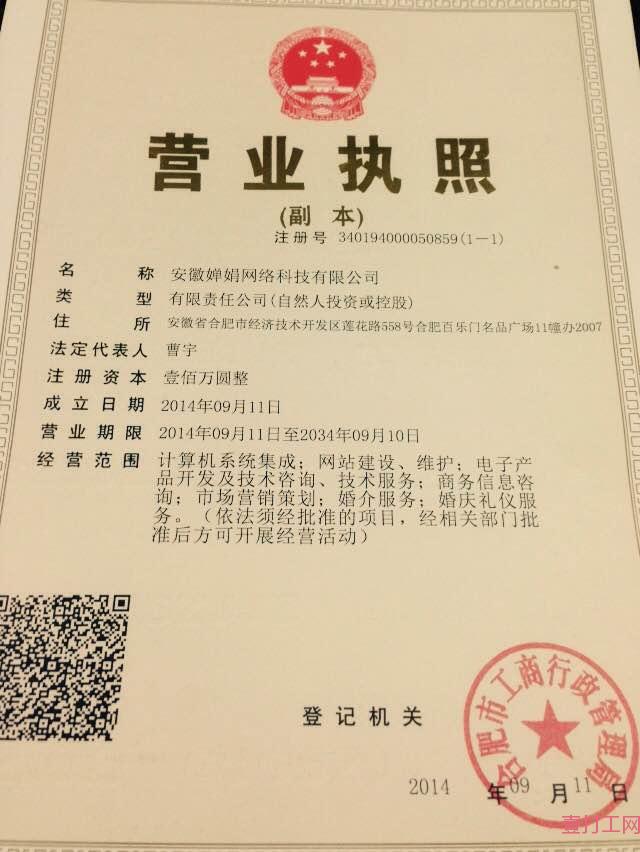 营业执照
(副 本)
注册号 340194000050859(1-1)
名 称 安徽婵娟网络科技有限公司
类 型 有限责任公司(自然人投资或控股)
住 所 安徽省合肥市经济技术开发区莲花路558号合肥百乐门名品广场11幢办2007
法定代表人 曹宇
注册资本 壹佰万圆整
成立日期 2014年09月11日
营业期限 2014年09月11日至2034年09月10日
经营范围 计算机系统集成；网站建设、维护；电子产
品开发及技术咨询、技术服务；商务信息咨
询；市场营销策划；婚介服务；婚庆礼仪服
务。（依法须经批准的项目，经相关部门批
准后方可开展经营活动）
登记机关
合肥市工商行政管理局
2014 年 09 月 11 日
壹打工网